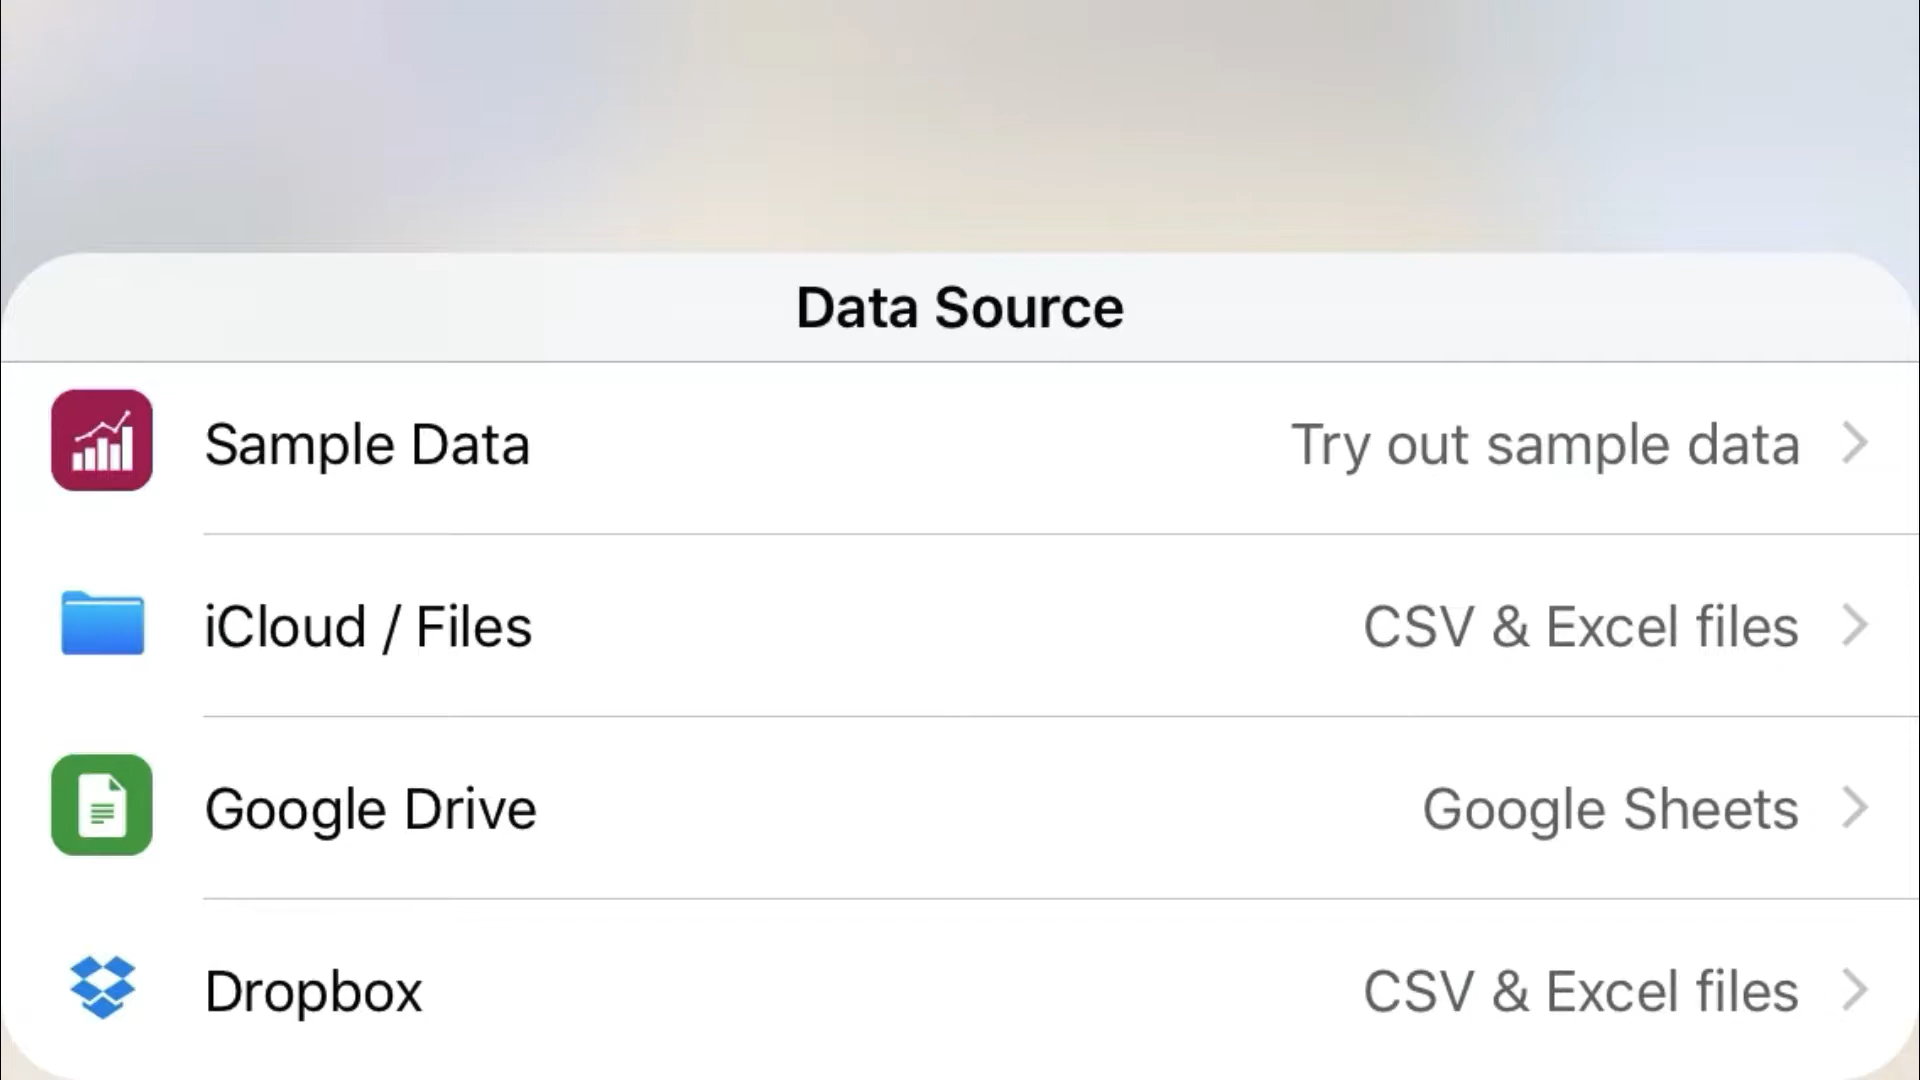 Data Source
Sample Data Try out sample data
iCloud / Files CSV & Excel files
Google Drive Google Sheets
Dropbox CSV & Excel files